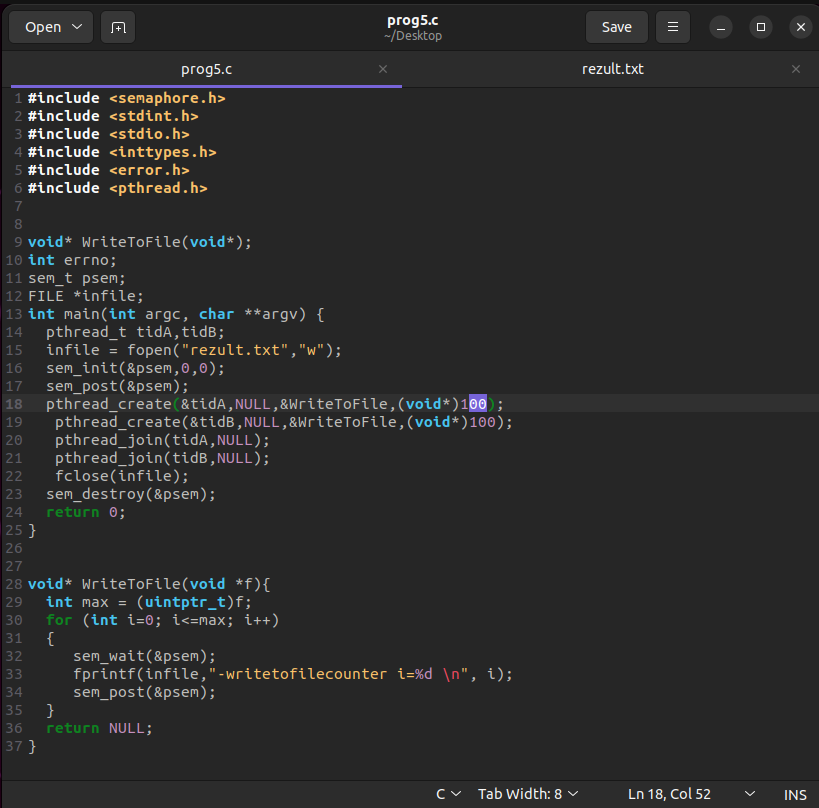 Open
prog5.c
~/Desktop
Save
prog5.c
rezult.txt
1 #include <semaphore.h>
2 #include <stdint.h>
3 #include <stdio.h>
4 #include <inttypes.h>
5 #include <error.h>
6 #include <pthread.h>
7
8
9 void* WriteToFile(void*);
10 int errno;
11 sem_t psem;
12 FILE *infile;
13 int main(int argc, char **argv) {
14   pthread_t tidA,tidB;
15   infile = fopen("rezult.txt","w");
16   sem_init(&psem,0,0);
17   sem_post(&psem);
18   pthread_create(&tidA,NULL,&WriteToFile,(void*)100);
19    pthread_create(&tidB,NULL,&WriteToFile,(void*)100);
20    pthread_join(tidA,NULL);
21    pthread_join(tidB,NULL);
22    fclose(infile);
23   sem_destroy(&psem);
24   return 0;
25 }
26
27
28 void* WriteToFile(void *f){
29   int max = (uintptr_t)f;
30   for (int i=0; i<=max; i++)
31   {
32      sem_wait(&psem);
33      fprintf(infile,"-writetofilecounter i=%d \n", i);
34      sem_post(&psem);
35   }
36   return NULL;
37 }
C
Tab Width: 8
Ln 18, Col 52
INS